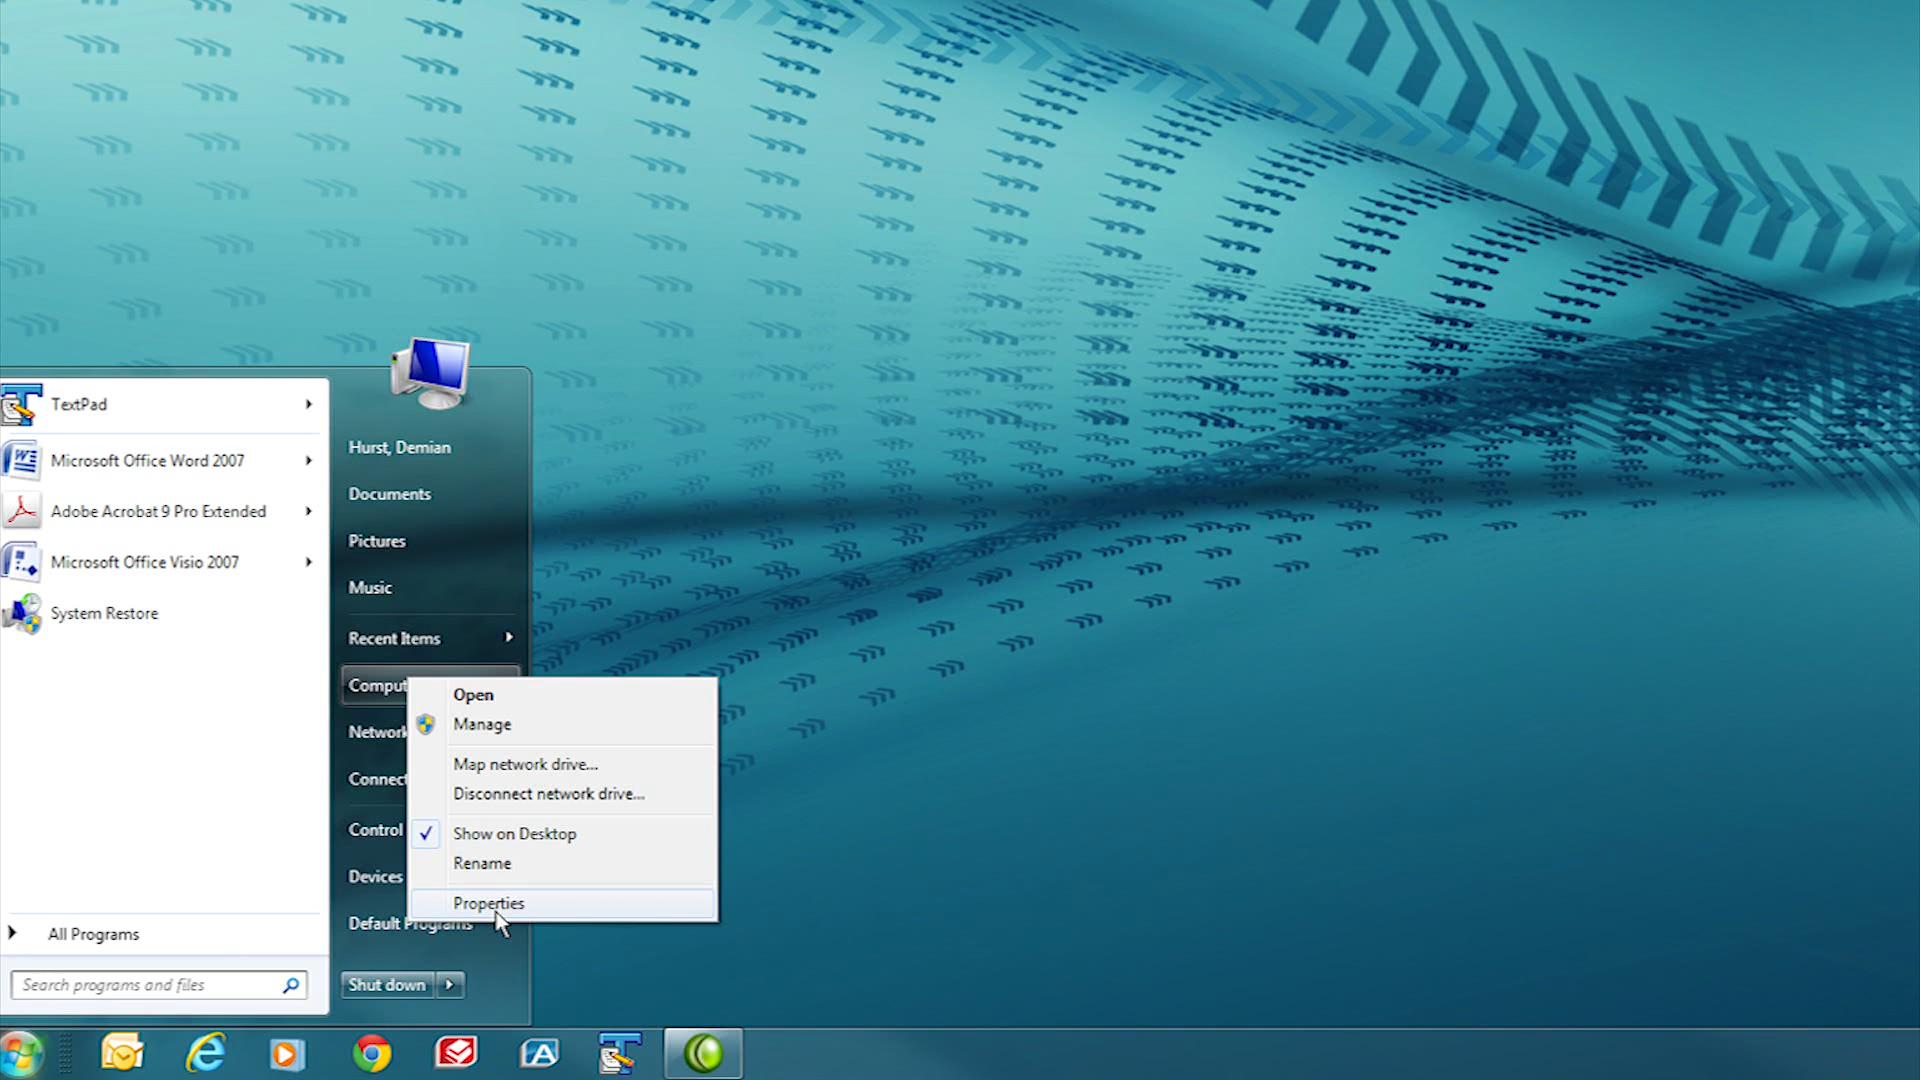 TextPad
Microsoft Office Word 2007
Adobe Acrobat 9 Pro Extended
Microsoft Office Visio 2007
System Restore
All Programs
Search programs and files
Hurst, Demian
Documents
Pictures
Music
Recent Items
Comput
Network
Connect
Control
Devices
Default Programs
Shut down
Open
Manage
Map network drive...
Disconnect network drive...
Show on Desktop
Rename
Properties